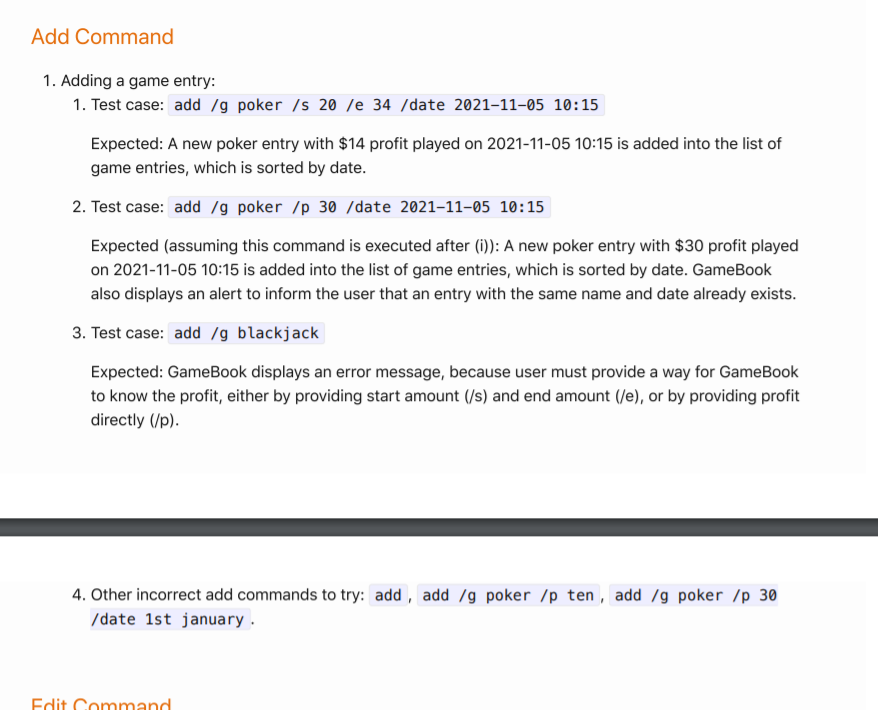 Add Command
1. Adding a game entry:
1. Test case: add /g poker /s 20 /e 34 /date 2021-11-05 10:15
Expected: A new poker entry with $14 profit played on 2021-11-05 10:15 is added into the list of
game entries, which is sorted by date.
2. Test case: add /g poker /p 30 /date 2021-11-05 10:15
Expected (assuming this command is executed after (i)): A new poker entry with $30 profit played
on 2021-11-05 10:15 is added into the list of game entries, which is sorted by date. GameBook
also displays an alert to inform the user that an entry with the same name and date already exists.
3. Test case: add /g blackjack
Expected: GameBook displays an error message, because user must provide a way for GameBook
to know the profit, either by providing start amount (/s) and end amount (/e), or by providing profit
directly (/p).
4. Other incorrect add commands to try: add , add /g poker /p ten , add /g poker /p 30
/date 1st january .
Edit Command